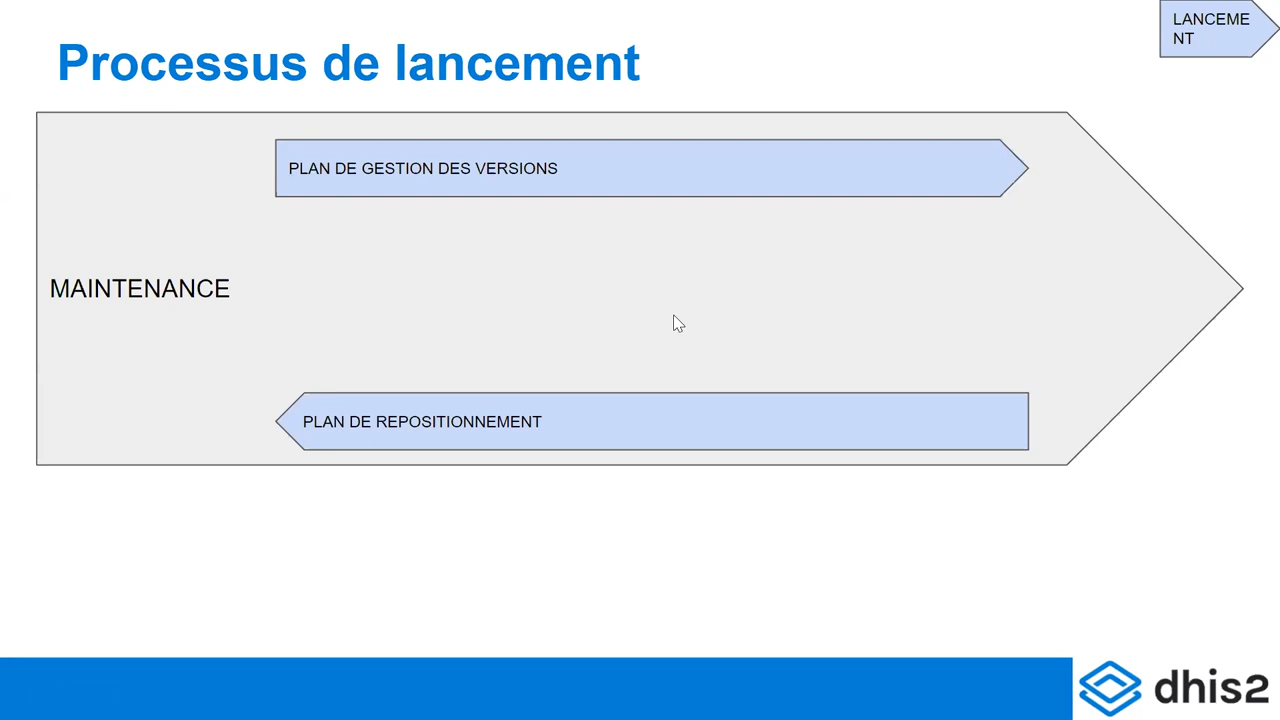 LANCEME
NT
Processus de lancement
PLAN DE GESTION DES VERSIONS
MAINTENANCE
PLAN DE REPOSITIONNEMENT
dhis2